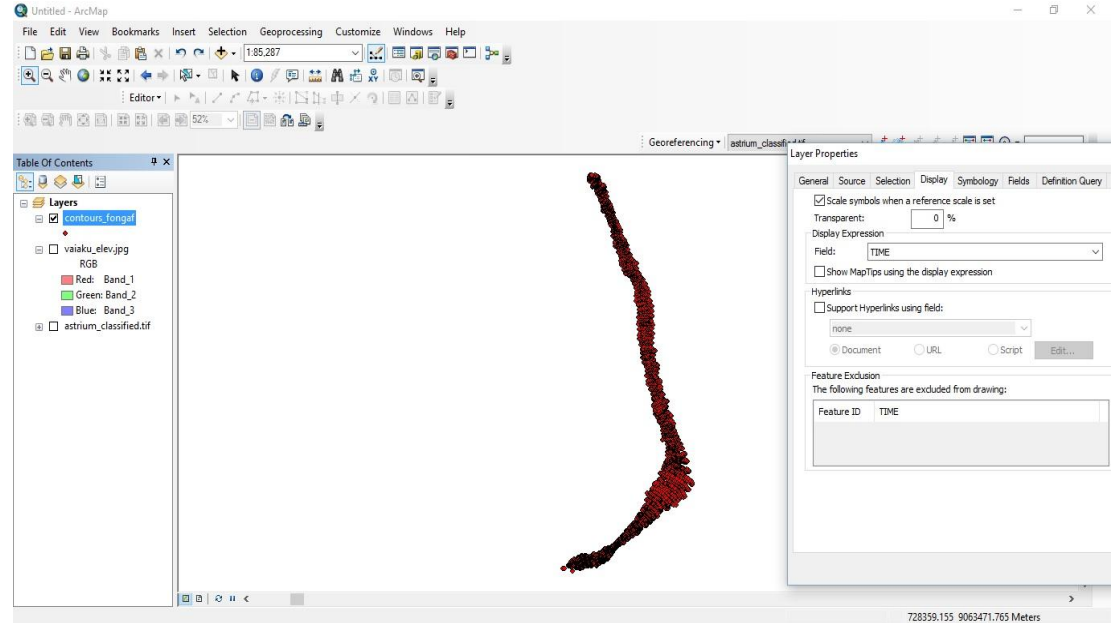 Untitled - ArcMap
File Edit View Bookmarks Insert Selection Geoprocessing Customize Windows Help
1:85,287
Editor
52%
Georeferencing astrium_classified.tif
Table Of Contents
Layers
contours_fongaf
vaiaku_elev.jpg
RGB
Red: Band_1
Green: Band_2
Blue: Band_3
astrium_classified.tif
Layer Properties
General Source Selection Display Symbology Fields Definition Query
Scale symbols when a reference scale is set
Transparent: 0 %
Display Expression
Field: TIME
Show MapTips using the display expression
Hyperlinks
Support Hyperlinks using field:
none
Document URL Script Edit...
Feature Exclusion
The following features are excluded from drawing:
Feature ID TIME
728359.155 9063471.765 Meters